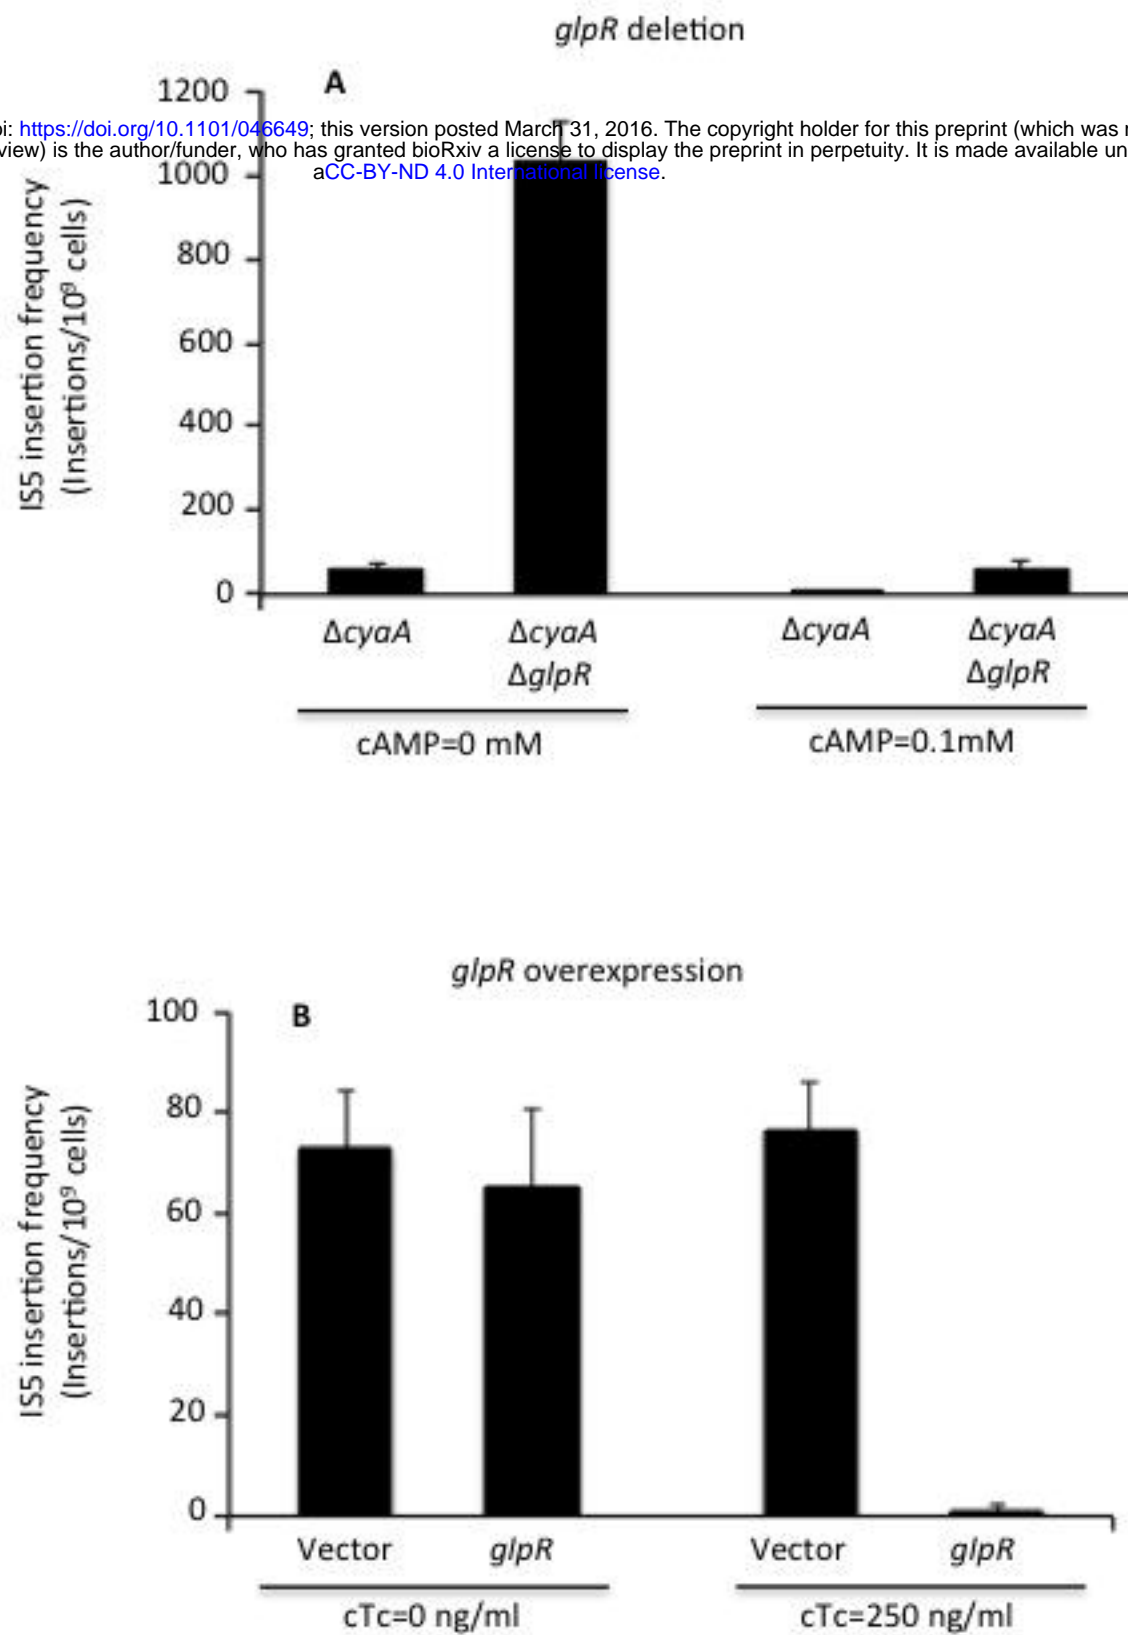 glpR deletion
A
1200
oi: https://doi.org/10.1101/046649; this version posted March 31, 2016. The copyright holder for this preprint (which was
view) is the author/funder, who has granted bioRxiv a license to display the preprint in perpetuity. It is made available un
aCC-BY-ND 4.0 International license.
1000
800
600
400
200
0
IS5 insertion frequency
(Insertions/10⁹ cells)
ΔcyaA
ΔcyaA
ΔglpR
ΔcyaA
ΔcyaA
ΔglpR
cAMP=0 mM
cAMP=0.1mM
glpR overexpression
B
100
80
60
40
20
0
IS5 insertion frequency
(Insertions/10⁹ cells)
Vector
glpR
Vector
glpR
cTc=0 ng/ml
cTc=250 ng/ml